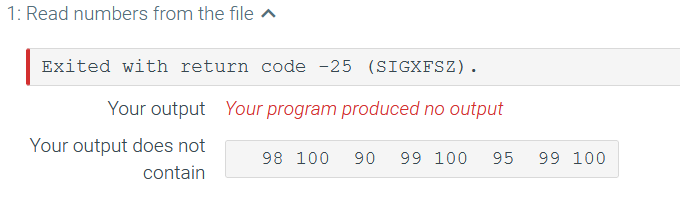 1: Read numbers from the file
Exited with return code -25 (SIGXFSZ).
Your output Your program produced no output
Your output does not contain 98 100 90 99 100 95 99 100